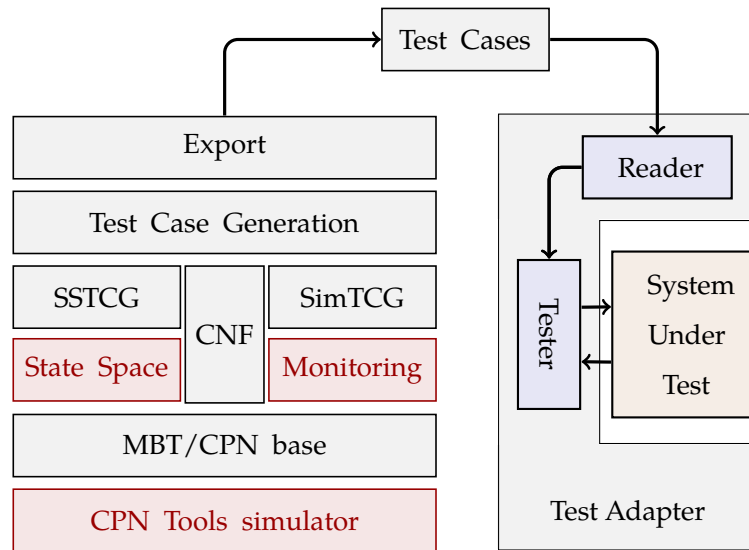 Test Cases
Export
Test Case Generation
SSTCG
CNF
SimTCG
State Space
Monitoring
MBT/CPN base
CPN Tools simulator
Reader
Tester
System
Under
Test
Test Adapter